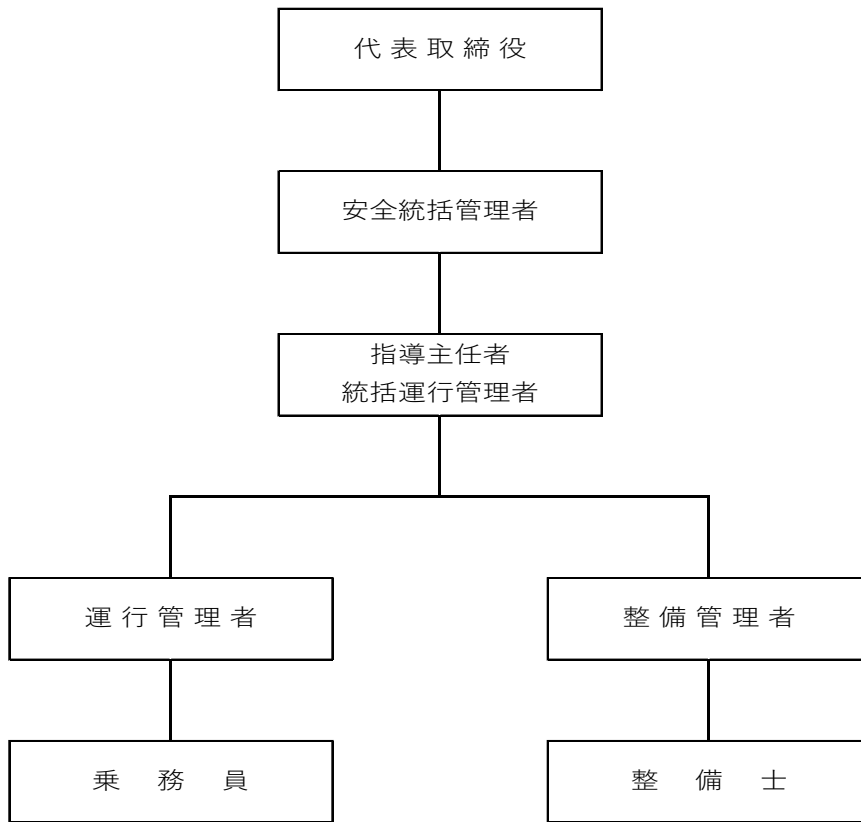 代表取締役
安全統括管理者
指導主任者
統括運行管理者
運行管理者
整備管理者
乗務員
整備士